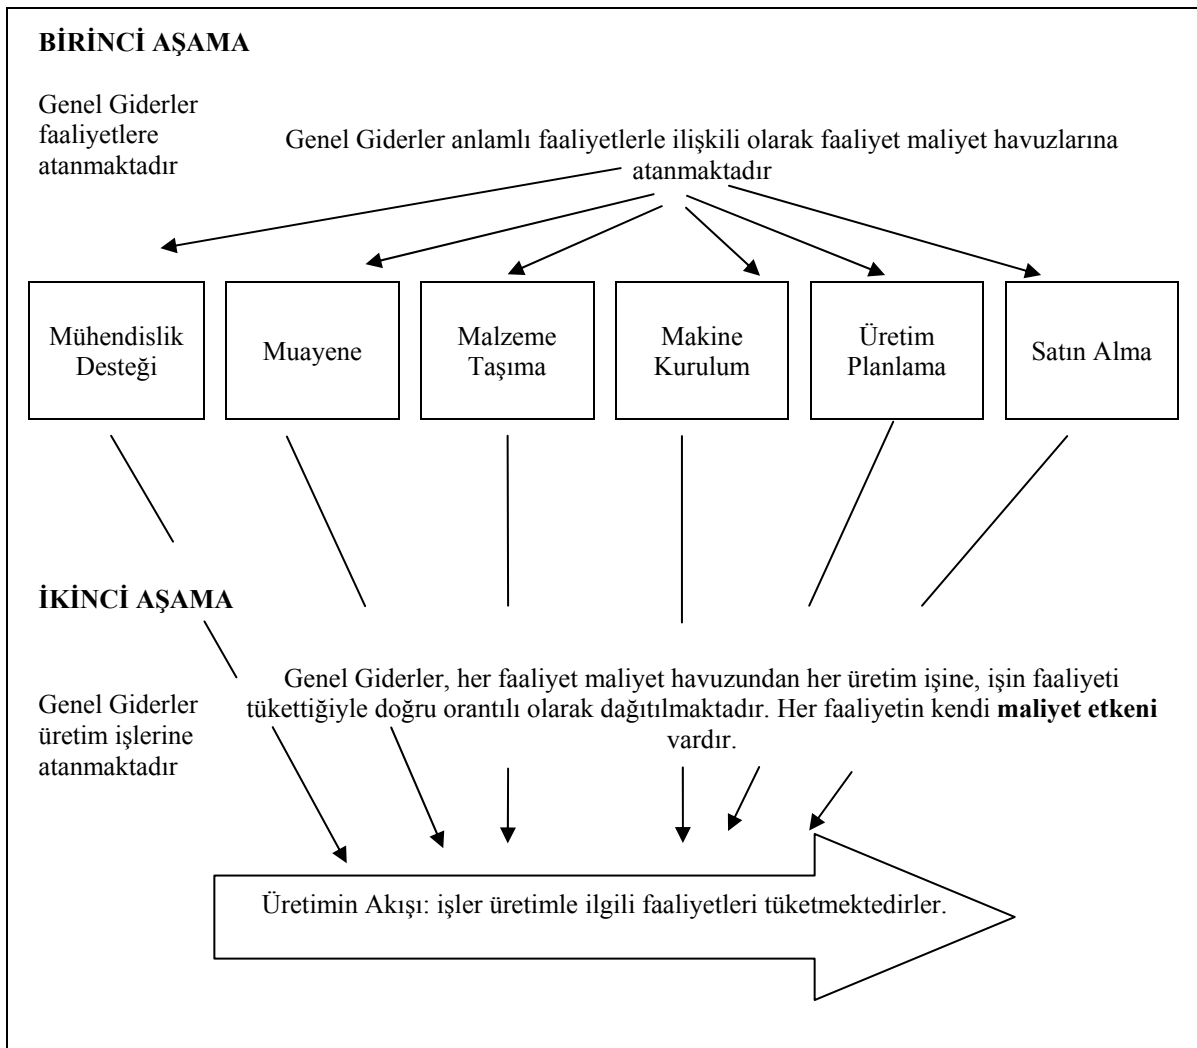 BİRİNCİ AŞAMA
Genel Giderler
faaliyetlere
atanmaktadır
Genel Giderler anlamlı faaliyetlerle ilişkili olarak faaliyet maliyet havuzlarına
atanmaktadır
Mühendislik
Desteği
Muayene
Malzeme
Taşıma
Makine
Kurulum
Üretim
Planlama
Satın Alma
İKİNCİ AŞAMA
Genel Giderler
üretim işlerine
atanmaktadır
Genel Giderler, her faaliyet maliyet havuzundan her üretim işine, işin faaliyeti
tükettiğiyle doğru orantılı olarak dağıtılmaktadır. Her faaliyetin kendi maliyet etkeni
vardır.
Üretimin Akışı: işler üretimle ilgili faaliyetleri tüketmektedirler.